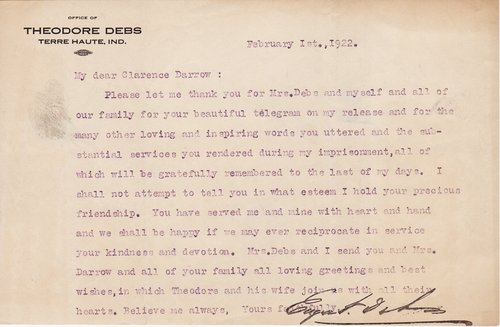 OFFICE OF
THEODORE DEBS
TERRE HAUTE, IND.
February 1st.,1922.
My dear Clarence Darrow :
Please let me thank you for Mrs.Debs and myself and all of
our family for your beautiful telegram on my release and for the
many other loving and inspiring words you uttered and the sub-
stantial services you rendered during my imprisonment,all of
which will be gratefully remembered to the last of my days. I
shall not attempt to tell you in what esteem I hold your precious
friendship. You have served me and mine with heart and hand
and we shall be happy if we may ever reciprocate in service
your kindness and devotion. Mrs.Debs and I send you and Mrs.
Darrow and all of your family all loving greetings and best
wishes,in which Theodore and his wife join us with all their
hearts. Believe me always, Yours
Eugene V. Debs